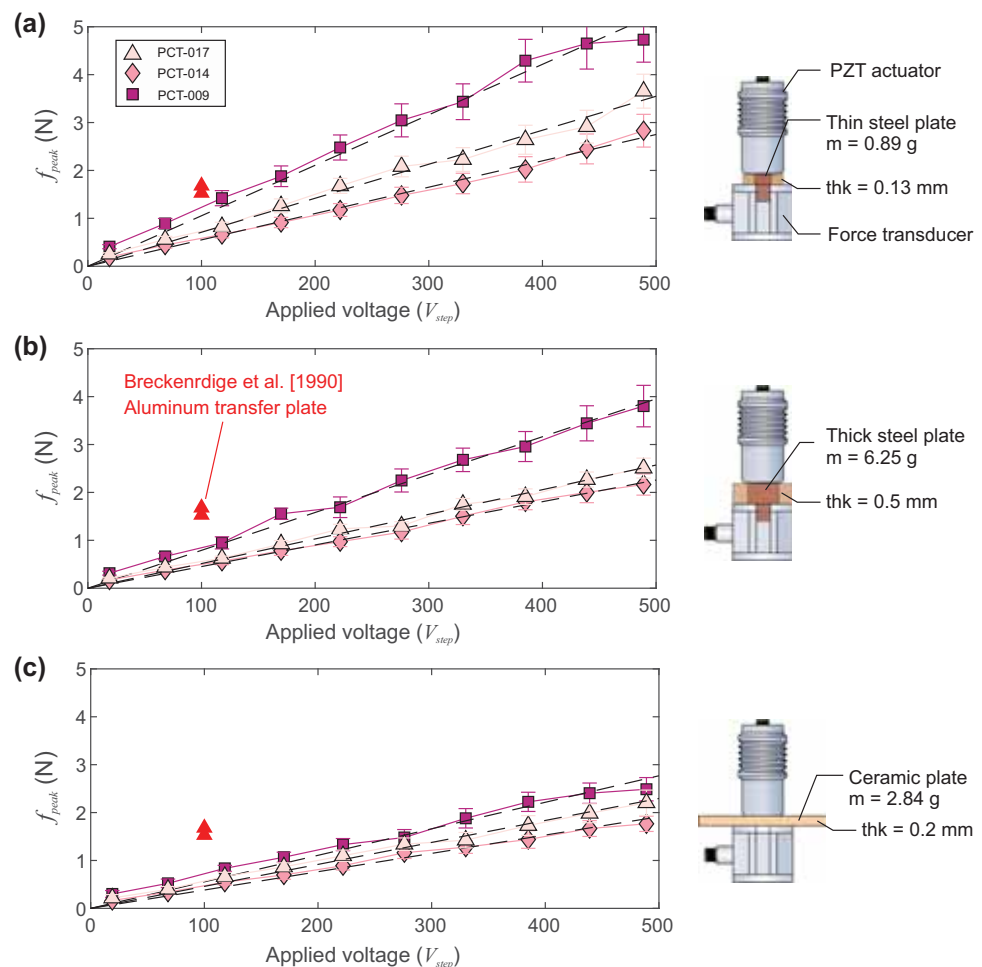 (a)
5
4
3
2
1
0
f_peak (N)
PCT-017
PCT-014
PCT-009
0
100
200
300
400
500
Applied voltage (V_step)
PZT actuator
Thin steel plate
m = 0.89 g
thk = 0.13 mm
Force transducer
(b)
5
4
3
2
1
0
f_peak (N)
Breckenrdige et al. [1990]
Aluminum transfer plate
0
100
200
300
400
500
Applied voltage (V_step)
Thick steel plate
m = 6.25 g
thk = 0.5 mm
(c)
5
4
3
2
1
0
f_peak (N)
0
100
200
300
400
500
Applied voltage (V_step)
Ceramic plate
m = 2.84 g
thk = 0.2 mm